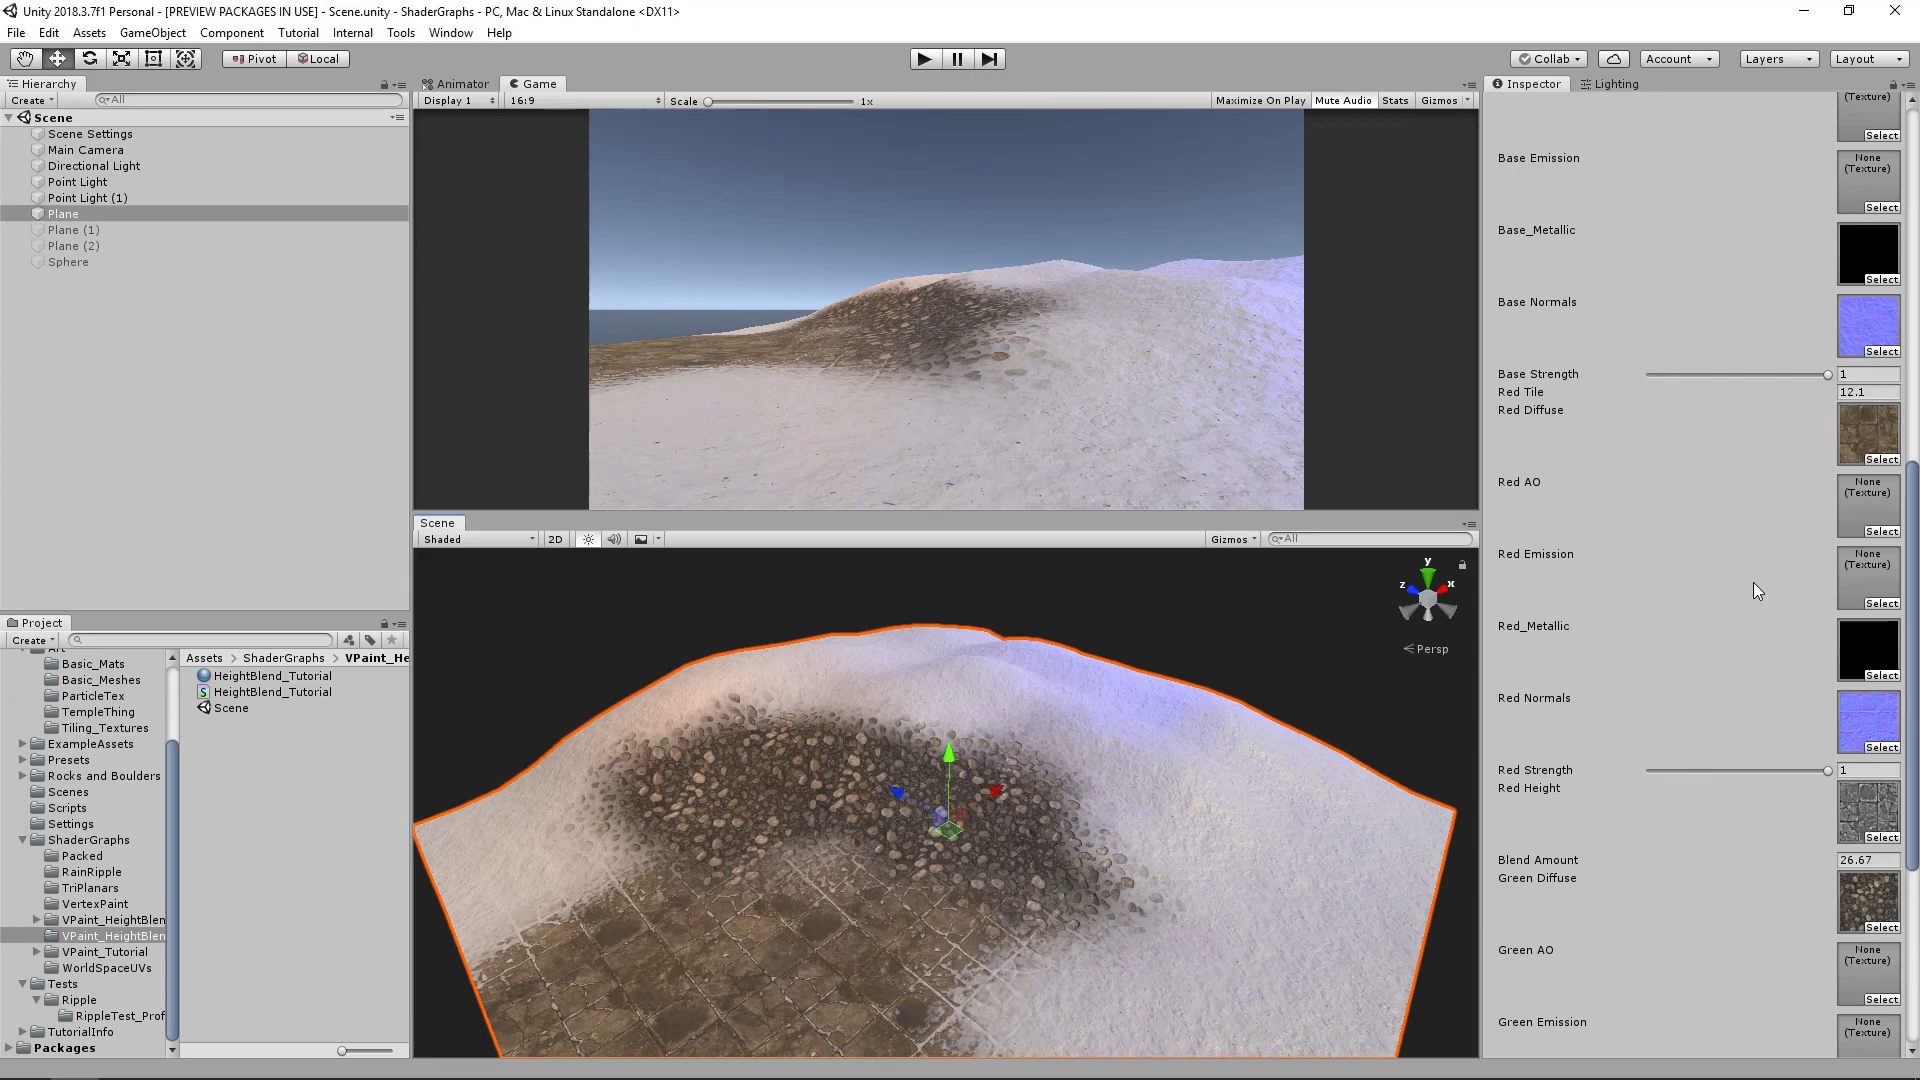 Unity 2018.3.7f1 Personal - [PREVIEW PACKAGES IN USE] - Scene.unity - ShaderGraphs - PC, Mac & Linux Standalone <DX11>
File Edit Assets GameObject Component Tutorial Internal Tools Window Help
Pivot Local Collab Account Layers Layout
Hierarchy
Create All
Scene
Scene Settings
Main Camera
Directional Light
Point Light
Point Light (1)
Plane
Plane (1)
Plane (2)
Sphere
Animator Game
Display 1 16:9 Scale 1x Maximize On Play Mute Audio Stats Gizmos
Scene
Shaded 2D Gizmos All
y
z x
Persp
Project
Create
Art
Basic_Mats
Basic_Meshes
ParticleTex
TempleThing
Tiling_Textures
ExampleAssets
Presets
Rocks and Boulders
Scenes
Scripts
Settings
ShaderGraphs
Packed
RainRipple
TriPlanars
VertexPaint
VPaint_HeightBlen
VPaint_HeightBlen
VPaint_Tutorial
WorldSpaceUVs
Tests
Ripple
RippleTest_Prof
TutorialInfo
Packages
Assets > ShaderGraphs > VPaint_He
HeightBlend_Tutorial
HeightBlend_Tutorial
Scene
Inspector Lighting
(Texture)
Select
Base Emission None
(Texture)
Select
Base_Metallic
Select
Base Normals
Select
Base Strength 1
Red Tile 12.1
Red Diffuse
Select
Red AO None
(Texture)
Select
Red Emission None
(Texture)
Select
Red_Metallic
Select
Red Normals
Select
Red Strength 1
Red Height
Select
Blend Amount 26.67
Green Diffuse
Select
Green AO None
(Texture)
Select
Green Emission None
(Texture)